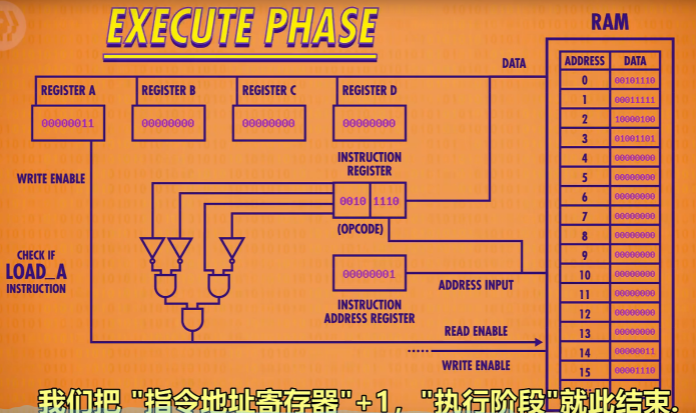 EXECUTE PHASE
RAM
DATA
ADDRESS DATA
0 00101110
1 00011111
2 10000100
3 01001101
4 00000000
5 00000000
6 00000000
7 00000000
8 00000000
9 00000000
10 00000000
11 00000000
12 00000000
13 00000000
14 00000011
15 00001110
REGISTER A
REGISTER B
REGISTER C
REGISTER D
00000011
00000000
00000000
00000000
WRITE ENABLE
INSTRUCTION
REGISTER
0010 1110
(OPCODE)
CHECK IF
LOAD_A
INSTRUCTION
00000001
ADDRESS INPUT
INSTRUCTION
ADDRESS REGISTER
READ ENABLE
WRITE ENABLE
我们把 "指令地址寄存器"+1, "执行阶段"就此结束.